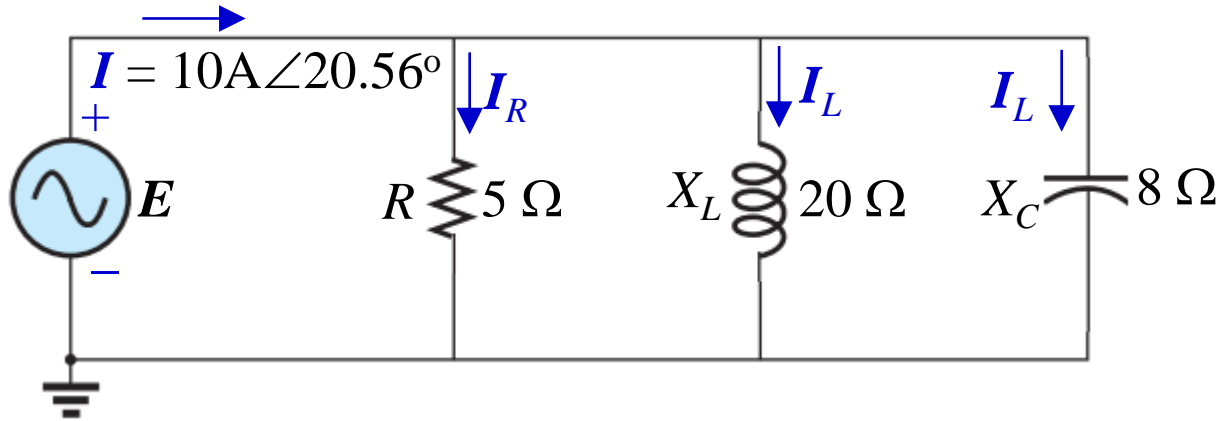 I = 10A∠20.56°
+
I_R
I_L
I_L
E
R
5 Ω
X_L
20 Ω
X_C
8 Ω
−